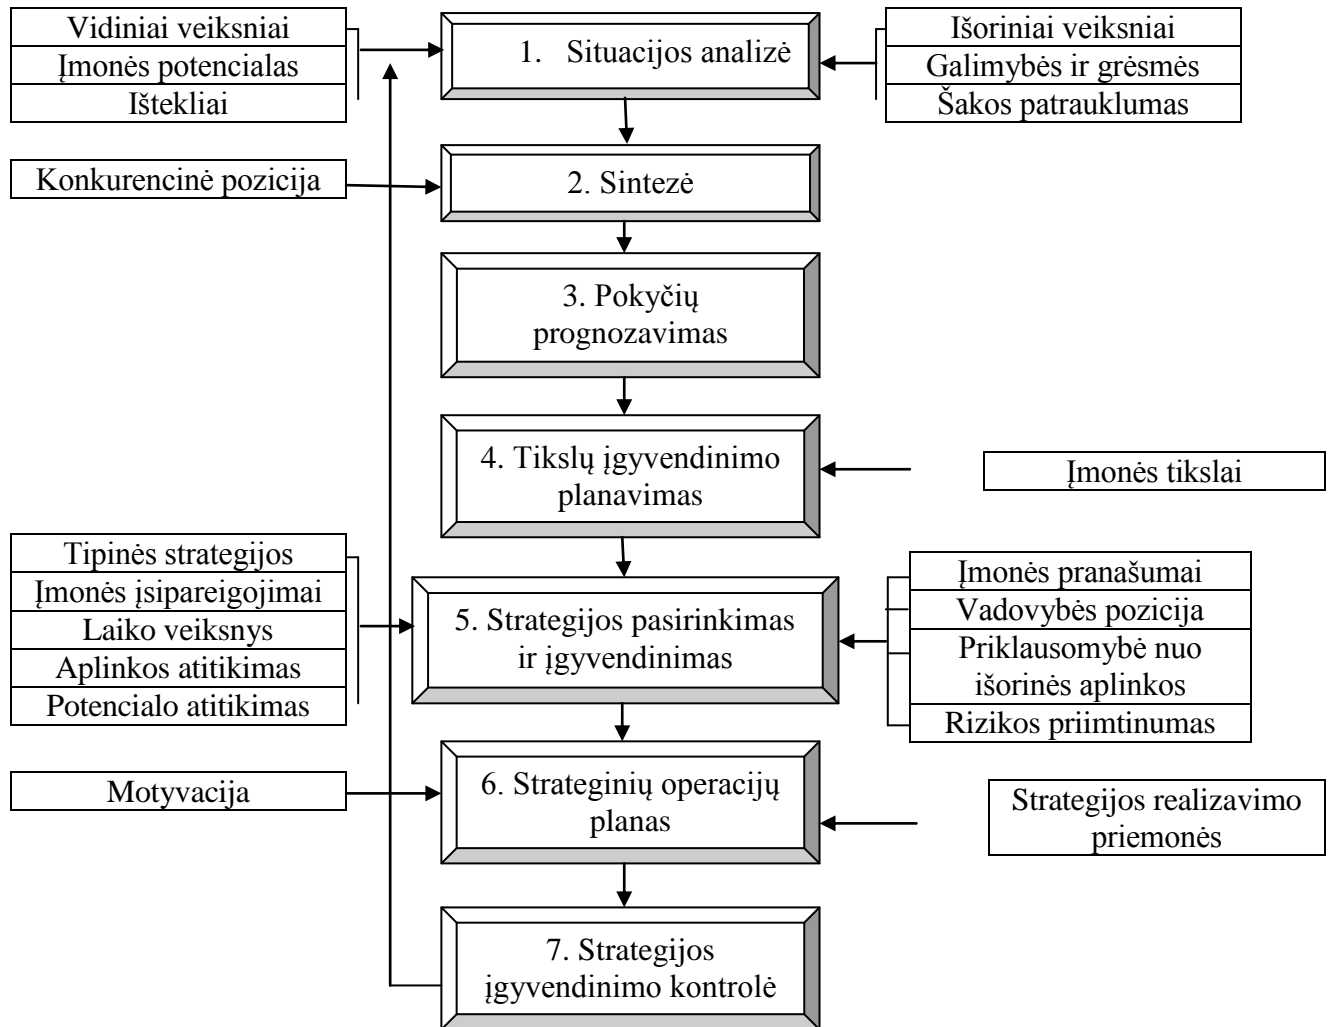 Vidiniai veiksniai
Įmonės potencialas
Ištekliai
1. Situacijos analizė
Išoriniai veiksniai
Galimybės ir grėsmės
Šakos patrauklumas
Konkurencinė pozicija
2. Sintezė
3. Pokyčių
prognozavimas
4. Tikslų įgyvendinimo
planavimas
Įmonės tikslai
Tipinės strategijos
Įmonės įsipareigojimai
Laiko veiksnys
Aplinkos atitikimas
Potencialo atitikimas
5. Strategijos pasirinkimas
ir įgyvendinimas
Įmonės pranašumai
Vadovybės pozicija
Priklausomybė nuo
išorinės aplinkos
Rizikos priimtinumas
Motyvacija
6. Strateginių operacijų
planas
Strategijos realizavimo
priemonės
7. Strategijos
įgyvendinimo kontrolė